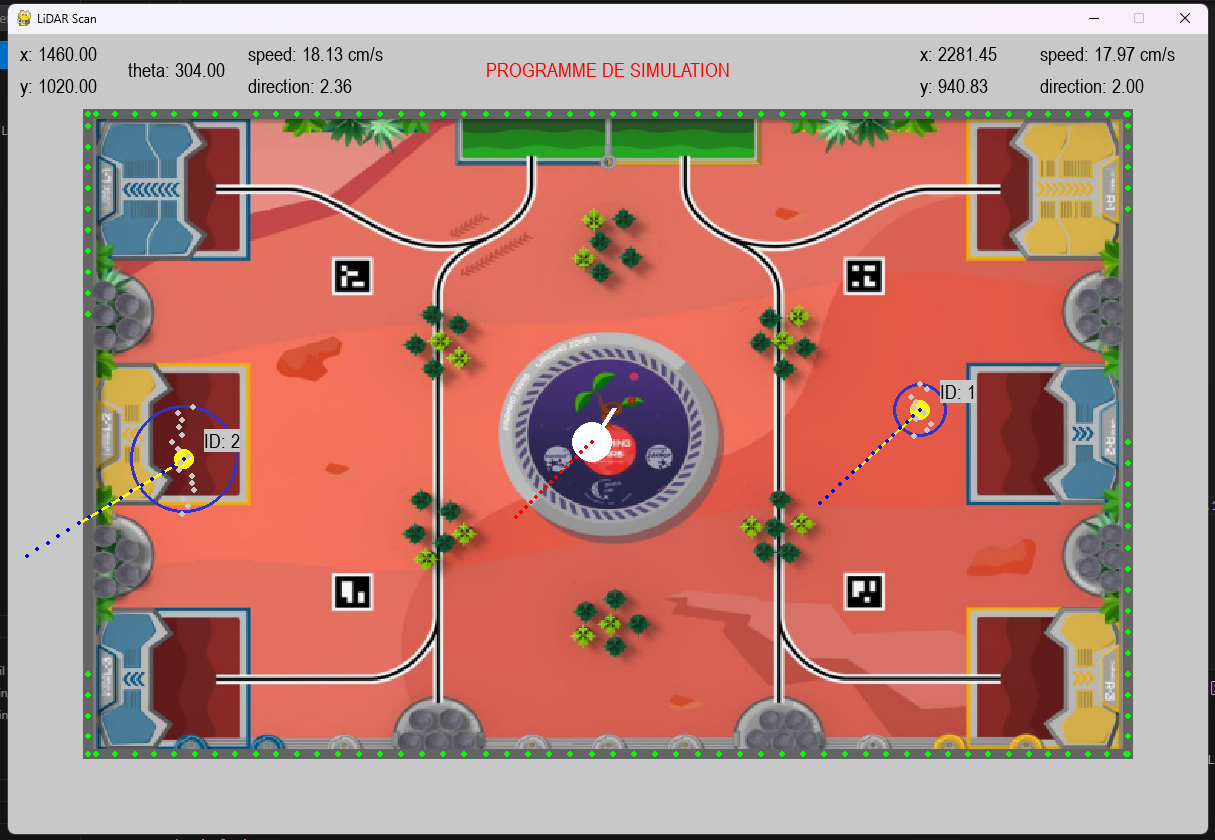 LiDAR Scan
x: 1460.00
y: 1020.00
theta: 304.00
speed: 18.13 cm/s
direction: 2.36
PROGRAMME DE SIMULATION
x: 2281.45
y: 940.83
speed: 17.97 cm/s
direction: 2.00
ID: 1
ID: 2